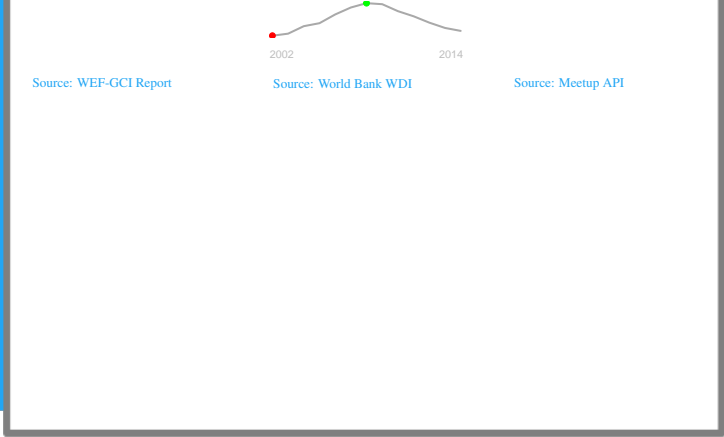 2002 2014
Source: WEF-GCI Report
Source: World Bank WDI
Source: Meetup API